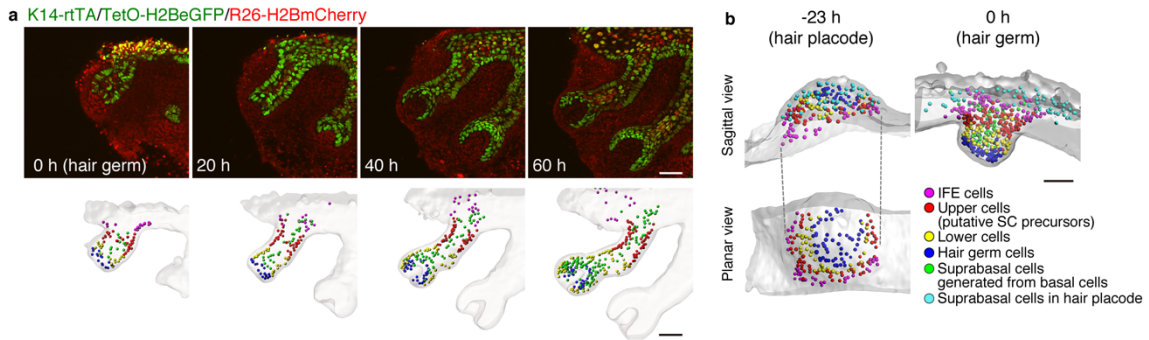 a K14-rtTA/TetO-H2BeGFP/R26-H2BmCherry
0 h (hair germ)
20 h
40 h
60 h
b
-23 h
(hair placode)
0 h
(hair germ)
Sagittal view
Planar view
IFE cells
Upper cells
(putative SC precursors)
Lower cells
Hair germ cells
Suprabasal cells
generated from basal cells
Suprabasal cells in hair placode